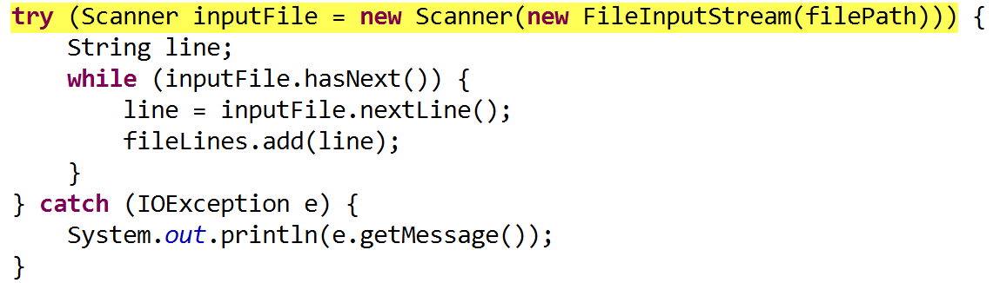 try (Scanner inputFile = new Scanner(new FileInputStream(filePath))) {
    String line;
    while (inputFile.hasNext()) {
        line = inputFile.nextLine();
        fileLines.add(line);
    }
} catch (IOException e) {
    System.out.println(e.getMessage());
}